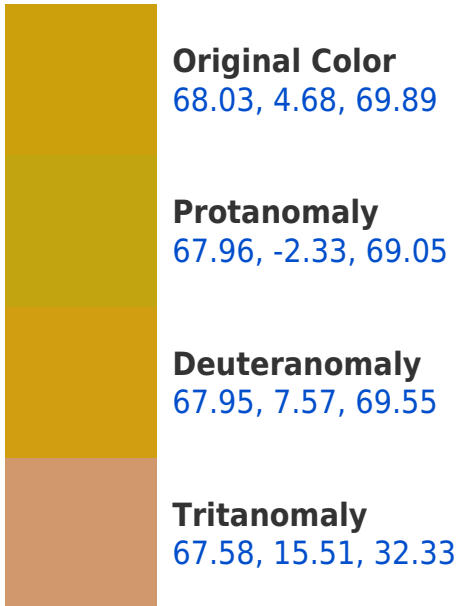 Original Color
68.03, 4.68, 69.89
Protanomaly
67.96, -2.33, 69.05
Deuteranomaly
67.95, 7.57, 69.55
Tritanomaly
67.58, 15.51, 32.33